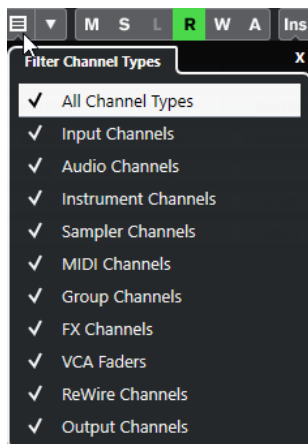 M S L R W A Ins
Filter Channel Types X
All Channel Types
Input Channels
Audio Channels
Instrument Channels
Sampler Channels
MIDI Channels
Group Channels
FX Channels
VCA Faders
ReWire Channels
Output Channels